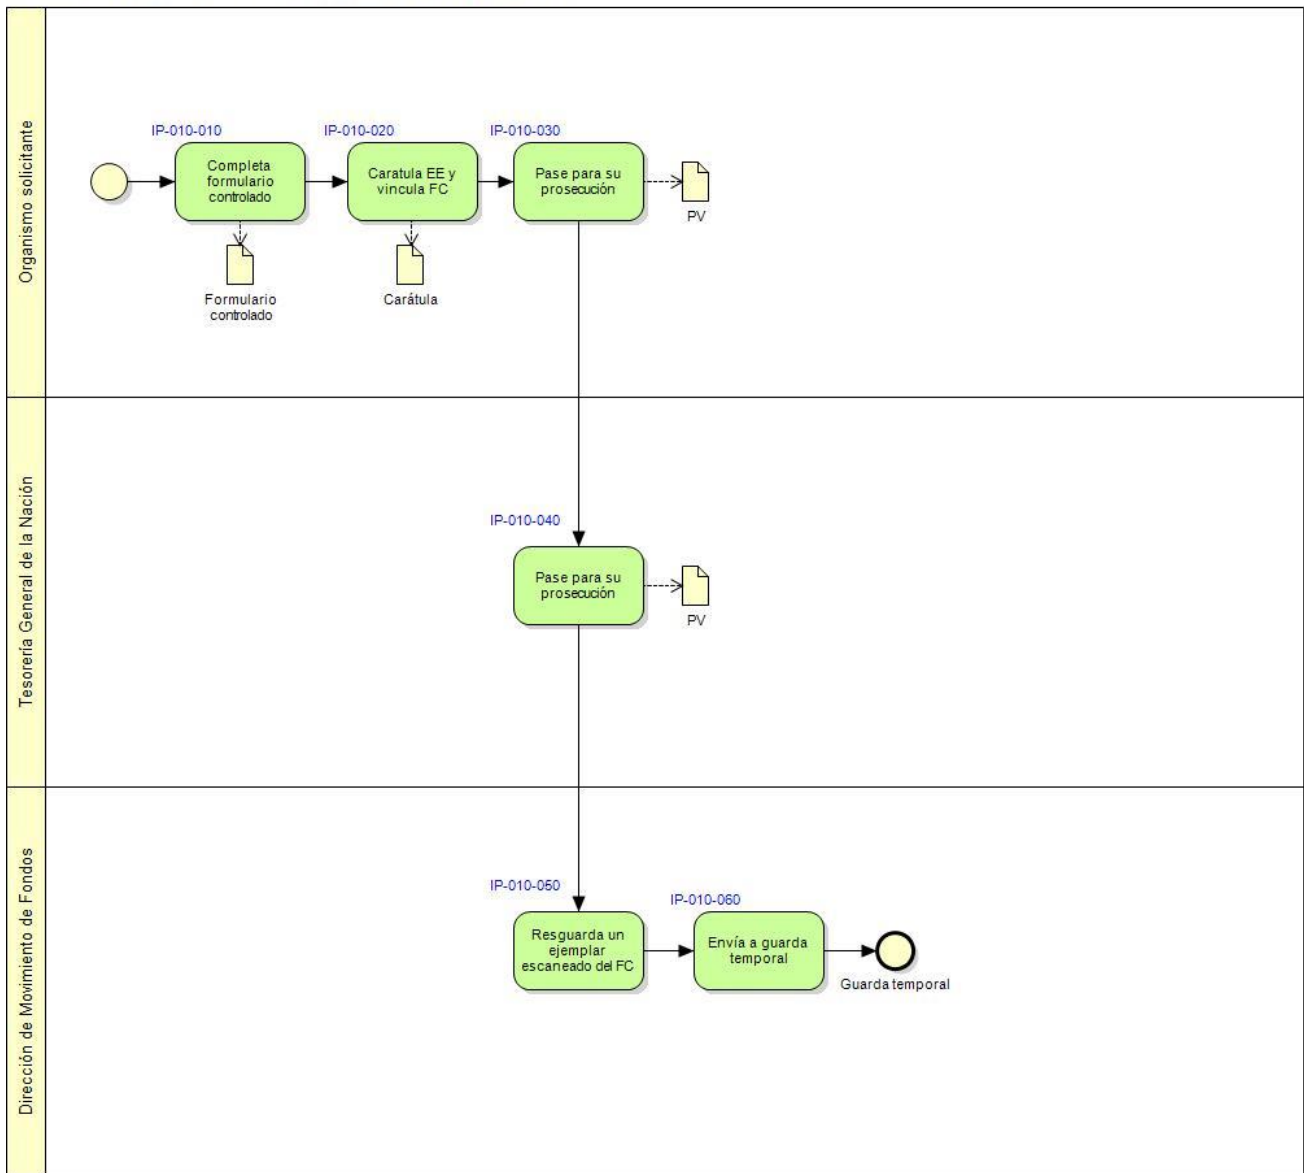 Organismo solicitante
IP-010-010
IP-010-020
IP-010-030
Completa
formulario
controlado
Caratula EE y
vincula FC
Pase para su
prosecución
PV
Formulario
controlado
Carátula
Tesorería General de la Nación
IP-010-040
Pase para su
prosecución
PV
Dirección de Movimiento de Fondos
IP-010-050
IP-010-060
Resguarda un
ejemplar
escaneado del FC
Envía a guarda
temporal
Guarda temporal